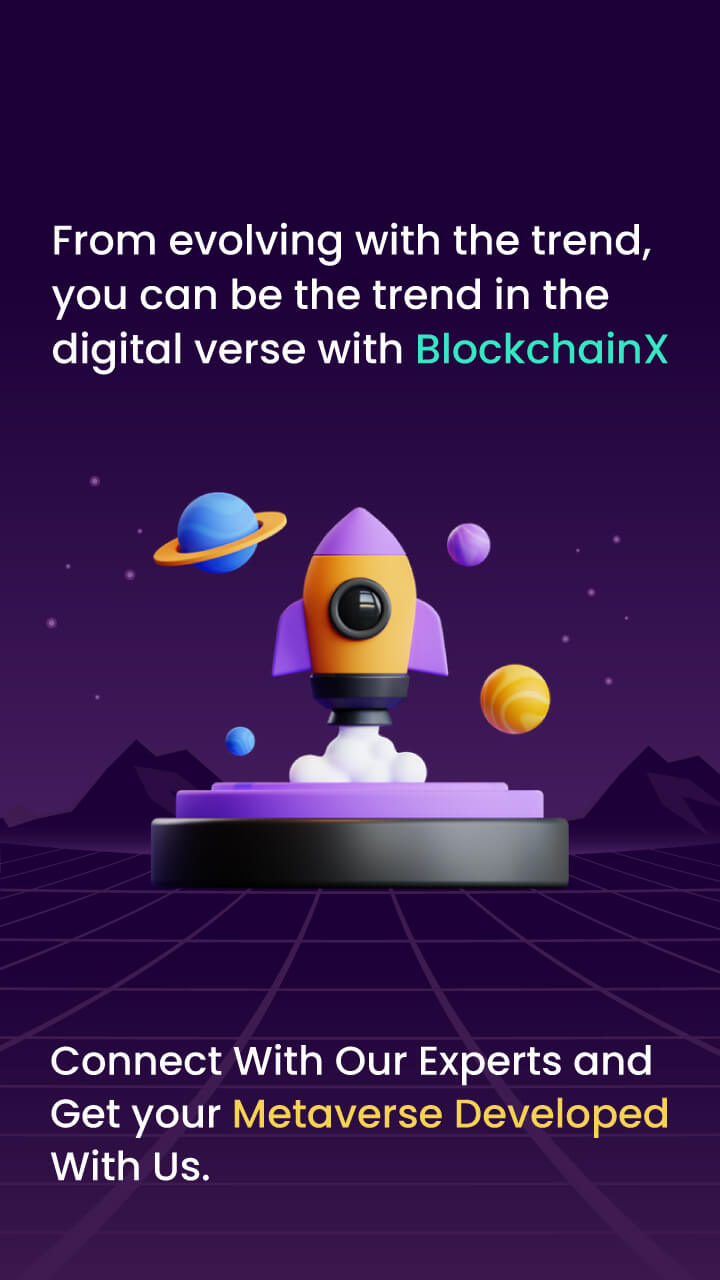 From evolving with the trend,
you can be the trend in the
digital verse with BlockchainX
Connect With Our Experts and
Get your Metaverse Developed
With Us.